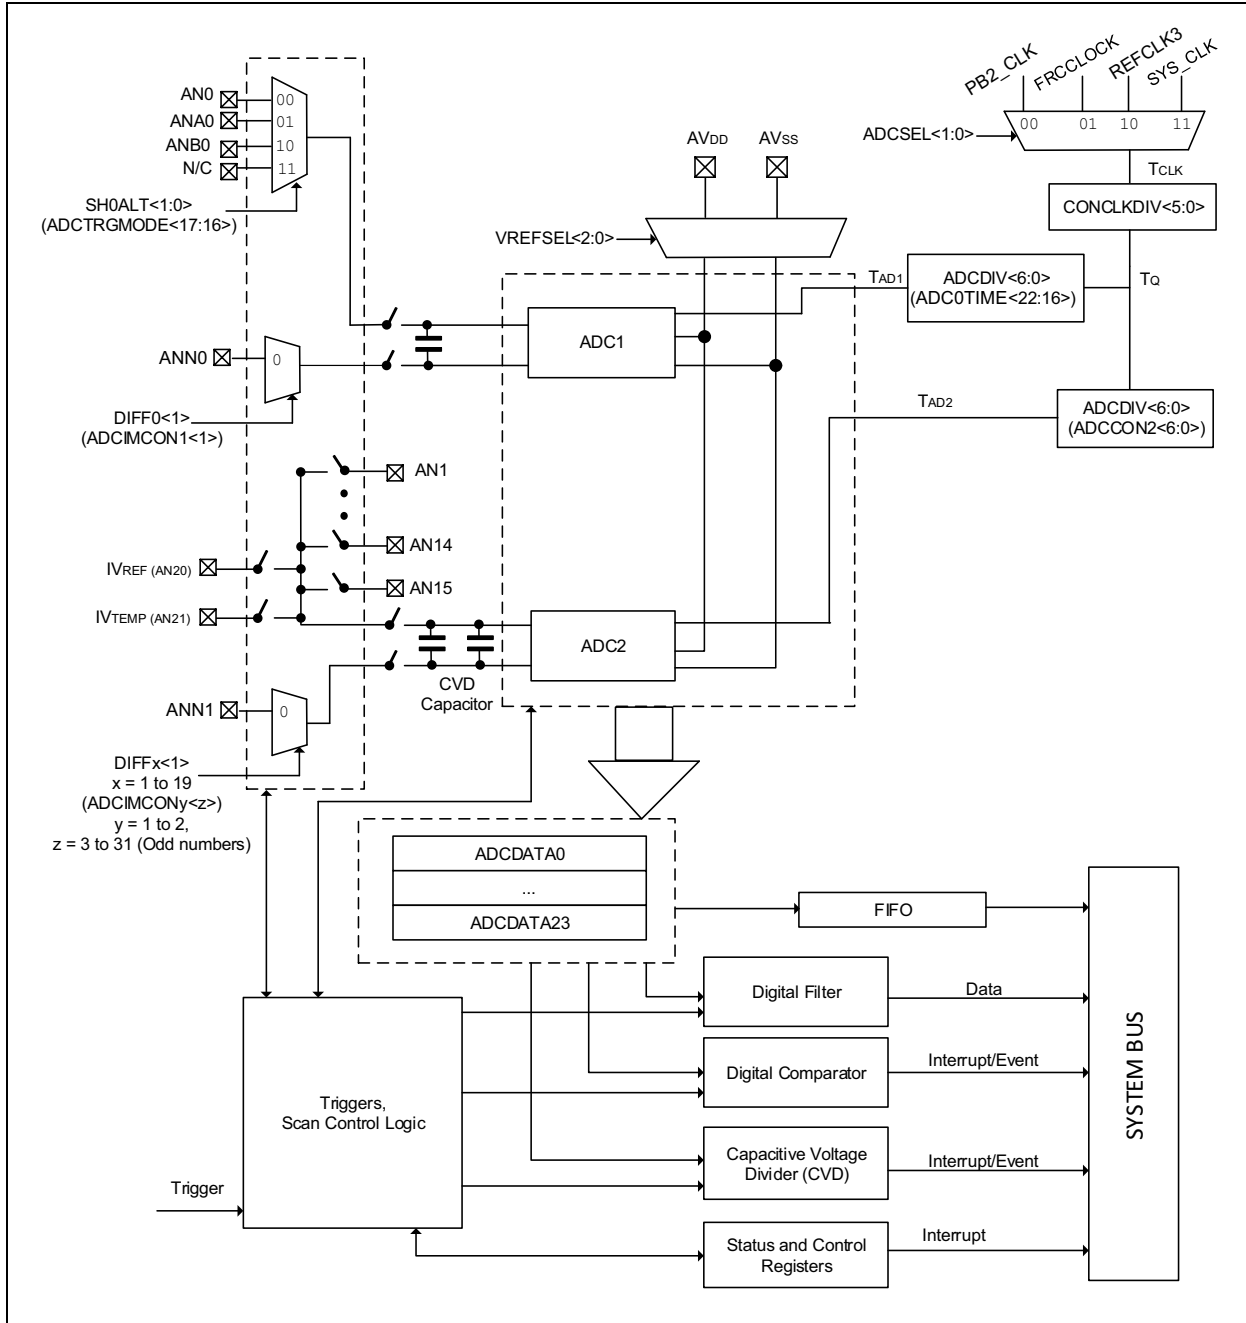 PB2_CLK
FRCCLOCK
REFCLK3
SYS_CLK
00 01 10 11
ADCSEL<1:0>
TCLK
CONCLKDIV<5:0>
AN0
ANA0
ANB0
N/C
00
01
10
11
SH0ALT<1:0>
(ADCTRGMODE<17:16>)
AVDD AVSS
VREFSEL<2:0>
TAD1
ADCDIV<6:0>
(ADC0TIME<22:16>)
TQ
ADC1
ANN0
0
DIFF0<1>
(ADCIMCON1<1>)
TAD2
ADCDIV<6:0>
(ADCCON2<6:0>)
AN1
AN14
IVREF (AN20)
AN15
IVTEMP (AN21)
ADC2
CVD
Capacitor
ANN1
0
DIFFx<1>
x = 1 to 19
(ADCIMCONy<z>)
y = 1 to 2,
z = 3 to 31 (Odd numbers)
ADCDATA0
...
ADCDATA23
FIFO
Digital Filter
Data
Digital Comparator
Interrupt/Event
Triggers,
Scan Control Logic
Capacitive Voltage
Divider (CVD)
Interrupt/Event
Trigger
Status and Control
Registers
Interrupt
SYSTEM BUS